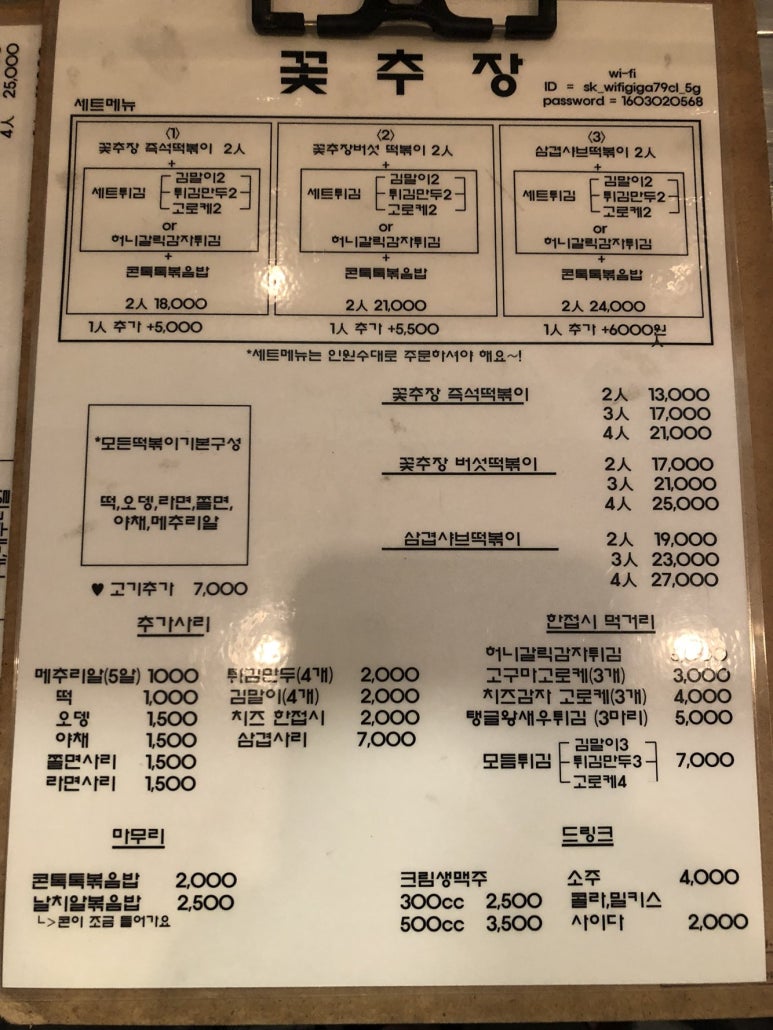 꽃추장
wi-fi
ID = sk_wifigiga79cl_5g
password = 1603020568
세트메뉴
(1)
꽃추장 즉석떡볶이 2人
+
세트튀김
김말이2
튀김만두2
고로케2
or
허니갈릭감자튀김
+
콘톡톡볶음밥
2人 18,000
1人 추가 +5,000
(2)
꽃추장버섯 떡볶이 2人
+
세트튀김
김말이2
튀김만두2
고로케2
or
허니갈릭감자튀김
+
콘톡톡볶음밥
2人 21,000
1人 추가 +5,500
(3)
삼겹샤브떡볶이 2人
+
세트튀김
김말이2
튀김만두2
고로케2
or
허니갈릭감자튀김
+
콘톡톡볶음밥
2人 24,000
1人 추가 +6000원
*세트메뉴는 인원수대로 주문하셔야 해요~!
*모든떡볶이기본구성
떡,오뎅,라면,쫄면,
야채,메추리알
♥ 고기추가 7,000
꽃추장 즉석떡볶이 2人 13,000
3人 17,000
4人 21,000
꽃추장 버섯떡볶이 2人 17,000
3人 21,000
4人 25,000
삼겹샤브떡볶이 2人 19,000
3人 23,000
4人 27,000
추가사리
메추리알(5알) 1000
떡 1,000
오뎅 1,500
야채 1,500
쫄면사리 1,500
라면사리 1,500
튀김만두(4개) 2,000
김말이(4개) 2,000
치즈 한접시 2,000
삼겹사리 7,000
한접시 먹거리
허니갈릭감자튀김
고구마고로케(3개) 3,000
치즈감자 고로케(3개) 4,000
탱글왕새우튀김 (3마리) 5,000
모듬튀김
김말이3
튀김만두3
고로케4
7,000
마무리
콘톡톡볶음밥 2,000
날치알볶음밥 2,500
ㄴ>콘이 조금 들어가요
드링크
크림생맥주
300cc 2,500
500cc 3,500
소주 4,000
콜라,밀키스
사이다 2,000
4人 25,000